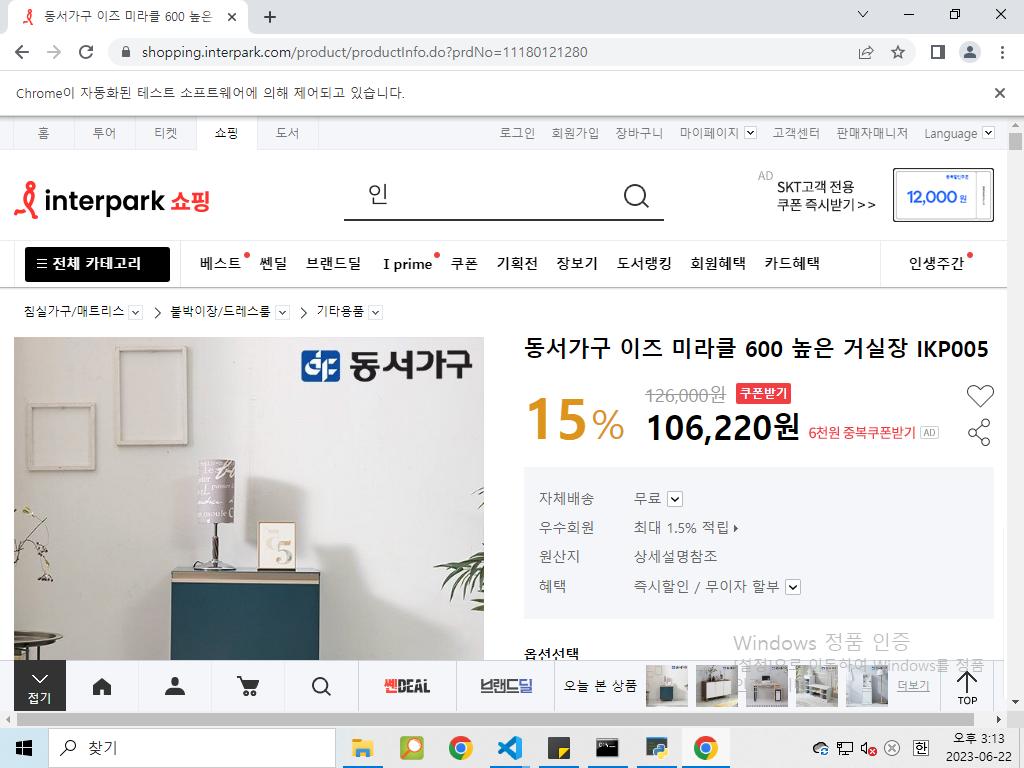 동서가구 이즈 미라클 600 높은
shopping.interpark.com/product/productInfo.do?prdNo=11180121280
Chrome이 자동화된 테스트 소프트웨어에 의해 제어되고 있습니다.
홈 투어 티켓 쇼핑 도서 로그인 회원가입 장바구니 마이페이지 고객센터 판매자매니저 Language
interpark 쇼핑
인
AD SKT고객 전용
쿠폰 즉시받기>>
12,000 원
전체 카테고리 베스트 쎈딜 브랜드딜 I prime 쿠폰 기획전 장보기 도서랭킹 회원혜택 카드혜택 인생주간
침실가구/매트리스 > 붙박이장/드레스룸 > 기타용품
동서가구
동서가구 이즈 미라클 600 높은 거실장 IKP005
15%
126,000원 쿠폰받기
106,220원 6천원 중복쿠폰받기 AD
자체배송 무료
우수회원 최대 1.5% 적립
원산지 상세설명참조
혜택 즉시할인 / 무이자 할부
옵션선택
Windows 정품 인증
[설정]으로 이동하여 Windows를 정품
접기
쎈DEAL
브랜드딜
오늘 본 상품
더보기
TOP
찾기
한
오후 3:13
2023-06-22